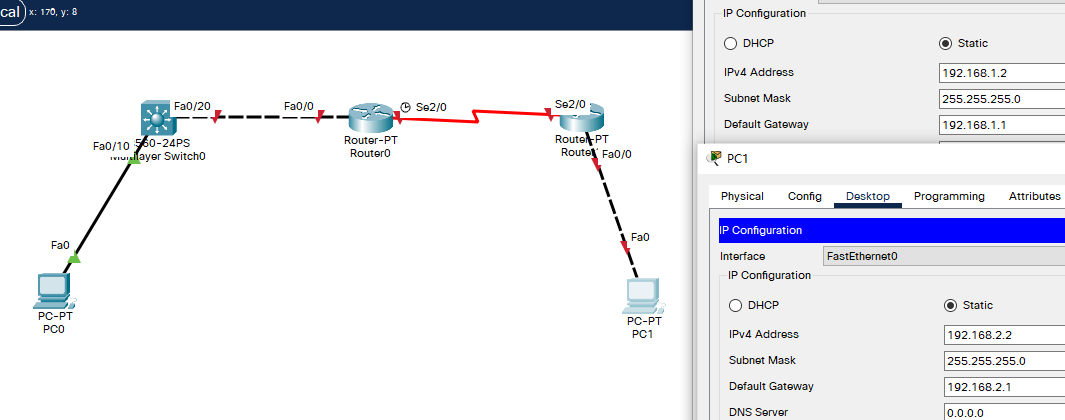 cal x: 170, y: 8
Fa0/20
Fa0/0
Se2/0
Se2/0
Router-PT
Router0
Router-PT
Fa0/10
560-24PS
Multilayer Switch0
Fa0/0
Fa0
PC-PT
PC0
Fa0
PC-PT
PC1
IP Configuration
DHCP
Static
IPv4 Address
192.168.1.2
Subnet Mask
255.255.255.0
Default Gateway
192.168.1.1
PC1
Physical Config Desktop Programming Attributes
IP Configuration
Interface FastEthernet0
IP Configuration
DHCP
Static
IPv4 Address
192.168.2.2
Subnet Mask
255.255.255.0
Default Gateway
192.168.2.1
DNS Server
0.0.0.0